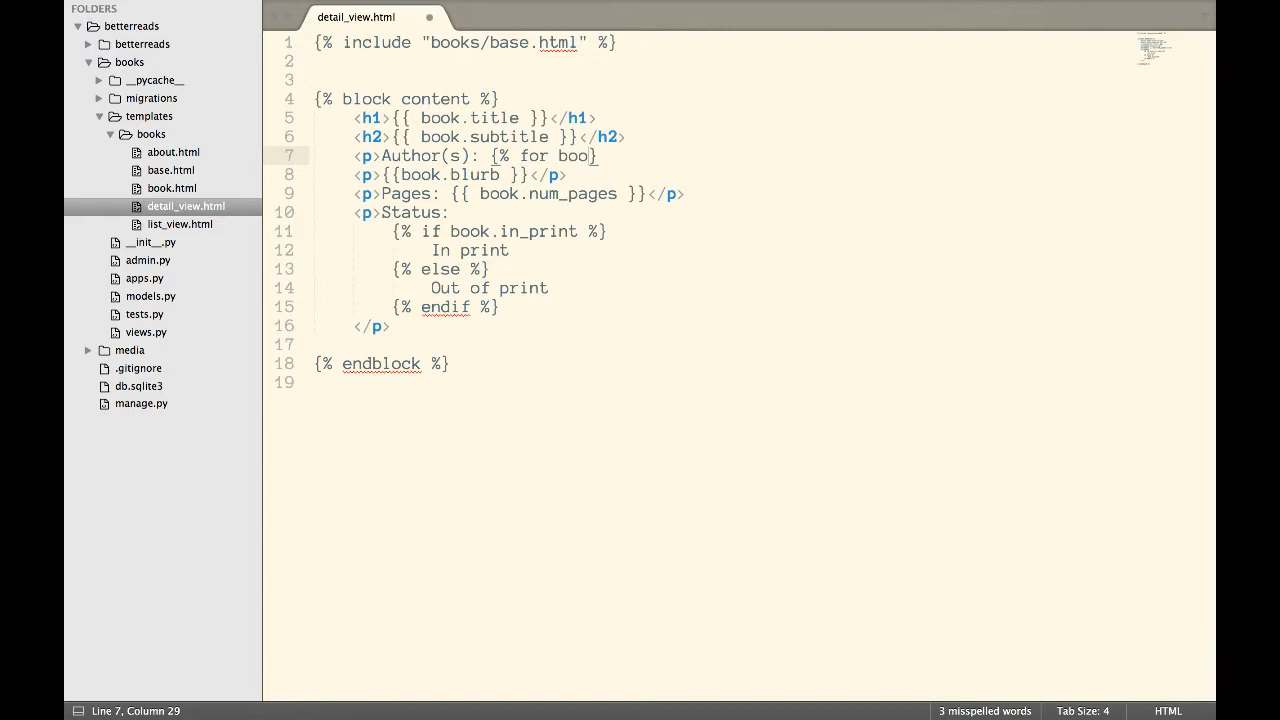 FOLDERS
betterreads
betterreads
books
__pycache__
migrations
templates
books
about.html
base.html
book.html
detail_view.html
list_view.html
__init__.py
admin.py
apps.py
models.py
tests.py
views.py
media
.gitignore
db.sqlite3
manage.py
detail_view.html
1 {% include "books/base.html" %}
2
3
4 {% block content %}
5 <h1>{{ book.title }}</h1>
6 <h2>{{ book.subtitle }}</h2>
7 <p>Author(s): {% for boo}
8 <p>{{book.blurb }}</p>
9 <p>Pages: {{ book.num_pages }}</p>
10 <p>Status:
11 {% if book.in_print %}
12 In print
13 {% else %}
14 Out of print
15 {% endif %}
16 </p>
17
18 {% endblock %}
19
Line 7, Column 29
3 misspelled words
Tab Size: 4
HTML